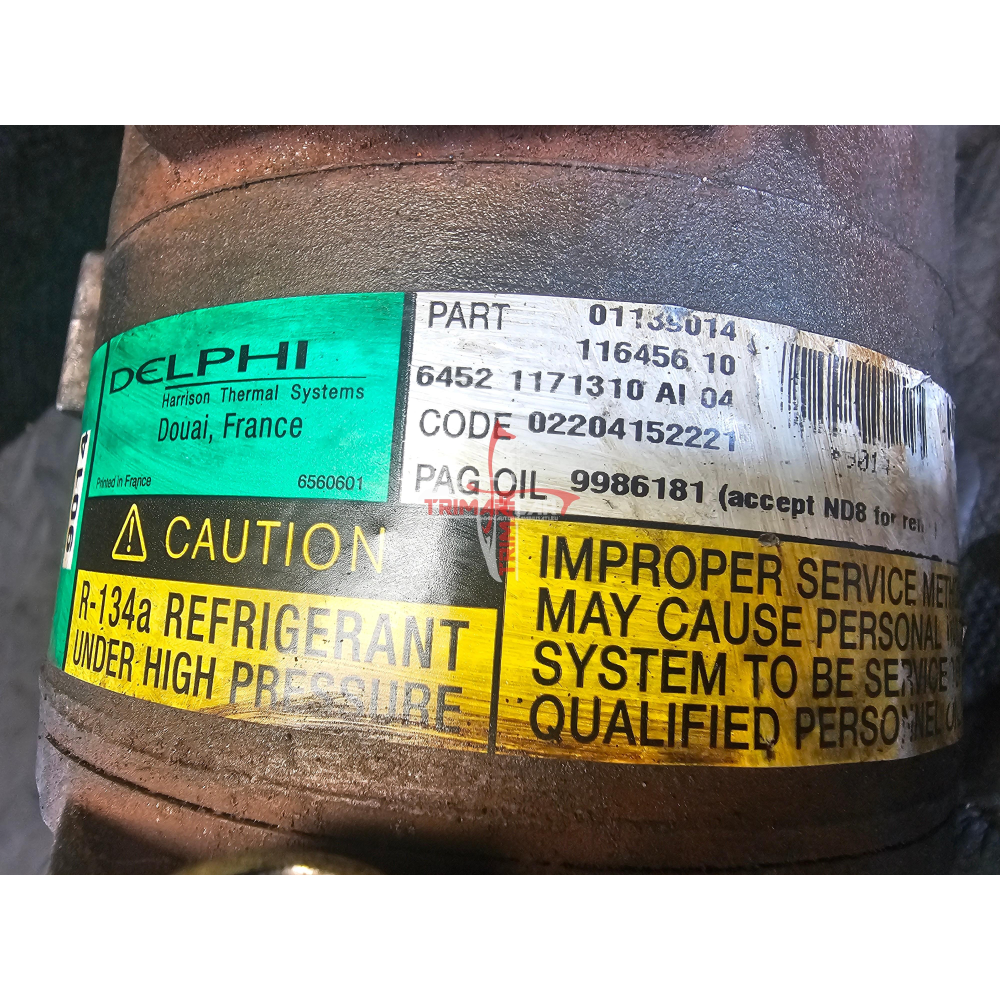 DELPHI
Harrison Thermal Systems
Douai, France
Printed in France 6560601
PART 01139014
116456.10
6452 1171310 AI 04
CODE 02204152221
PAG OIL 9986181 (accept ND8 for
CAUTION
R-134a REFRIGERANT
UNDER HIGH PRESSURE
IMPROPER SERVICE
MAY CAUSE PERSONAL
SYSTEM TO BE SERVICE
QUALIFIED PERSONNEL